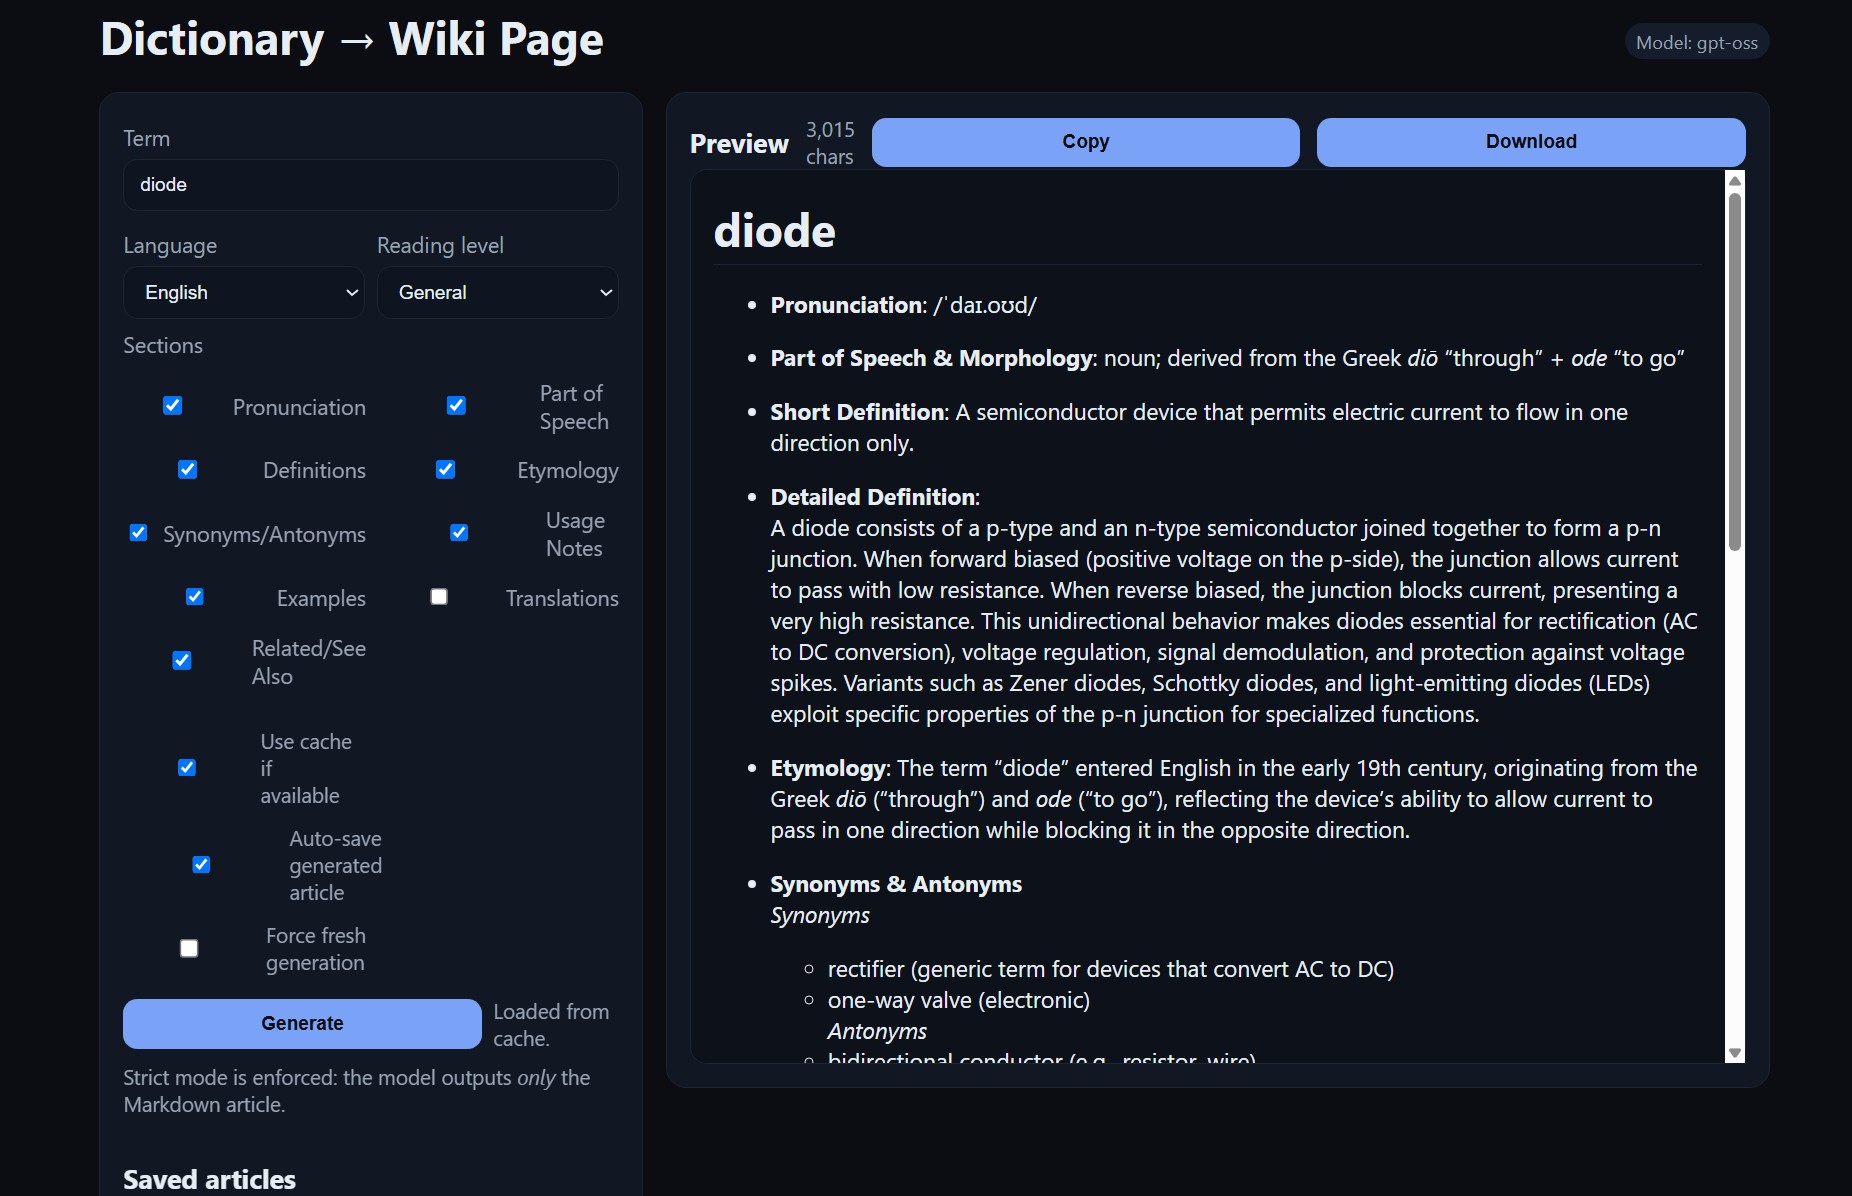 Dictionary → Wiki Page
Model: gpt-oss
Term
diode
Language
Reading level
English
General
Sections
Pronunciation
Part of
Speech
Definitions
Etymology
Synonyms/Antonyms
Usage
Notes
Examples
Translations
Related/See
Also
Use cache
if
available
Auto-save
generated
article
Force fresh
generation
Generate
Loaded from
cache.
Strict mode is enforced: the model outputs only the
Markdown article.
Saved articles
Preview
3,015
chars
Copy
Download
diode
• Pronunciation: /ˈdaɪ.oʊd/
• Part of Speech & Morphology: noun; derived from the Greek diō “through” + ode “to go”
• Short Definition: A semiconductor device that permits electric current to flow in one
direction only.
• Detailed Definition:
A diode consists of a p-type and an n-type semiconductor joined together to form a p-n
junction. When forward biased (positive voltage on the p-side), the junction allows current
to pass with low resistance. When reverse biased, the junction blocks current, presenting a
very high resistance. This unidirectional behavior makes diodes essential for rectification (AC
to DC conversion), voltage regulation, signal demodulation, and protection against voltage
spikes. Variants such as Zener diodes, Schottky diodes, and light-emitting diodes (LEDs)
exploit specific properties of the p-n junction for specialized functions.
• Etymology: The term “diode” entered English in the early 19th century, originating from the
Greek diō (“through”) and ode (“to go”), reflecting the device’s ability to allow current to
pass in one direction while blocking it in the opposite direction.
• Synonyms & Antonyms
Synonyms
○ rectifier (generic term for devices that convert AC to DC)
○ one-way valve (electronic)
Antonyms
○ bidirectional conductor (e.g., resistor, wire)